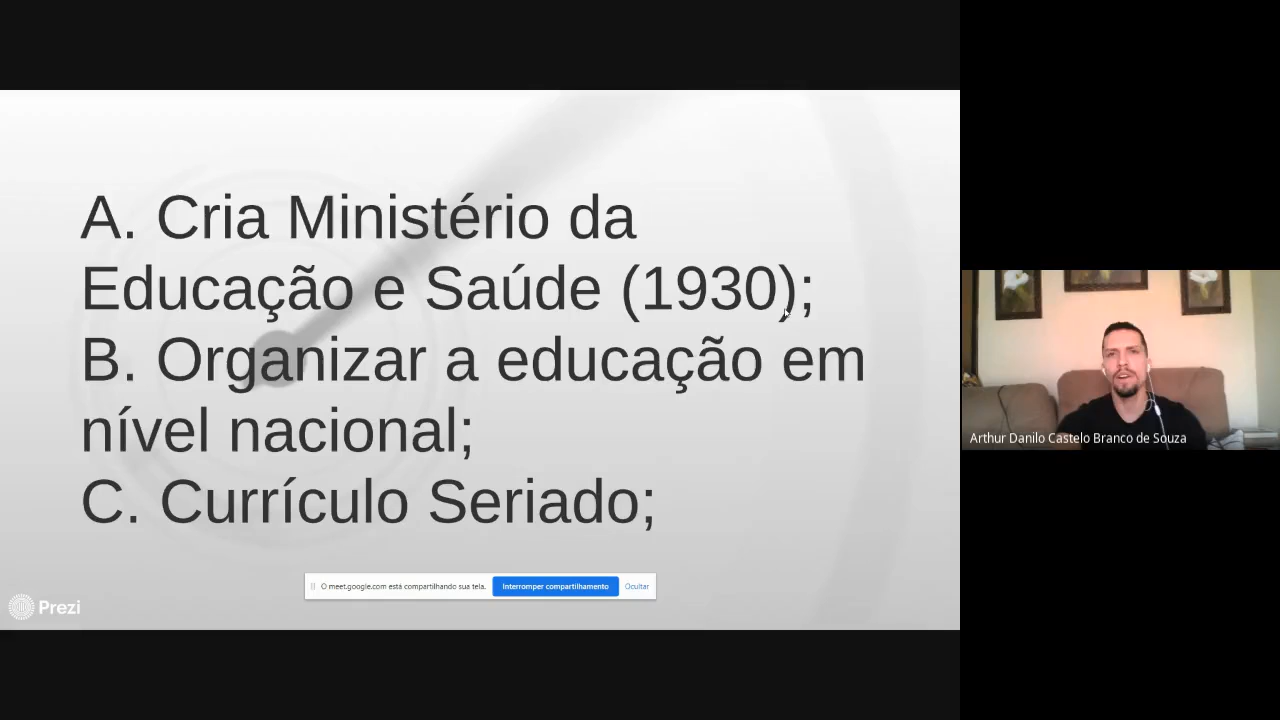 A. Cria Ministério da
Educação e Saúde (1930);
B. Organizar a educação em
nível nacional;
C. Currículo Seriado;
O meet.google.com está compartilhando sua tela. Interromper compartilhamento Ocultar
Prezi
Arthur Danilo Castelo Branco de Souza